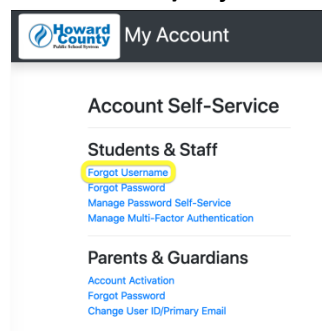 Howard County
Public School System
My Account
Account Self-Service
Students & Staff
Forgot Username
Forgot Password
Manage Password Self-Service
Manage Multi-Factor Authentication
Parents & Guardians
Account Activation
Forgot Password
Change User ID/Primary Email